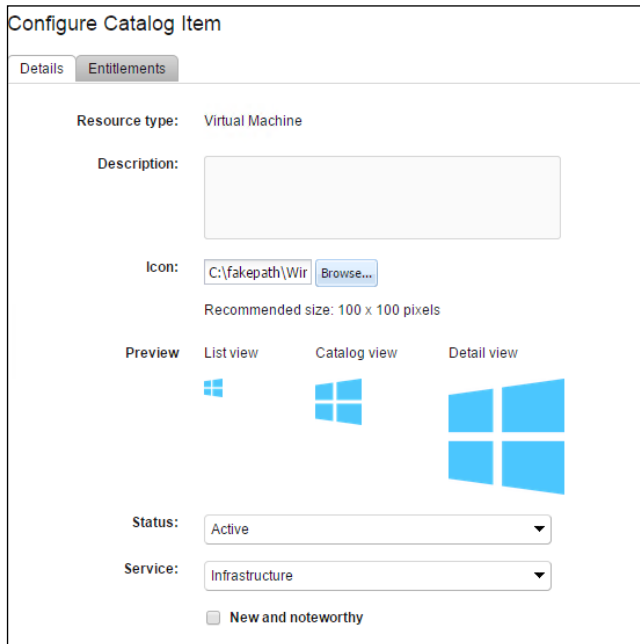 Configure Catalog Item
Details Entitlements
Resource type: Virtual Machine
Description:
Icon: C:\fakepath\Wir Browse...
Recommended size: 100 x 100 pixels
Preview List view Catalog view Detail view
Status: Active
Service: Infrastructure
New and noteworthy